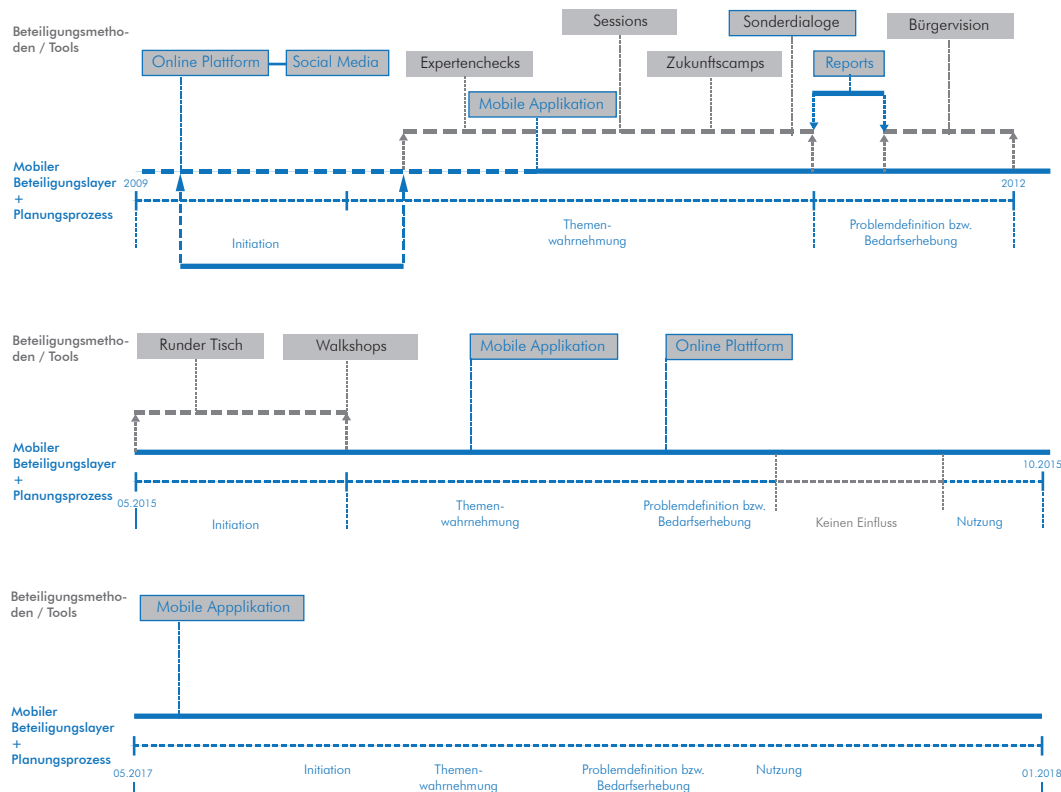 Beteiligungsmetho-
den / Tools
Online Plattform
Social Media
Expertenchecks
Mobile Applikation
Sessions
Zukunftscamps
Sonderdialoge
Reports
Bürgervision
Mobiler
Beteiligungslayer
+
Planungsprozess
2009
2012
Initiation
Themen-
wahrnehmung
Problemdefinition bzw.
Bedarfserhebung
Beteiligungsmetho-
den / Tools
Runder Tisch
Walkshops
Mobile Applikation
Online Plattform
Mobiler
Beteiligungslayer
+
Planungsprozess
05.2015
10.2015
Initiation
Themen-
wahrnehmung
Problemdefinition bzw.
Bedarfserhebung
Keinen Einfluss
Nutzung
Beteiligungsmetho-
den / Tools
Mobile Appplikation
Mobiler
Beteiligungslayer
+
Planungsprozess
05.2017
01.2018
Initiation
Themen-
wahrnehmung
Problemdefinition bzw.
Bedarfserhebung
Nutzung